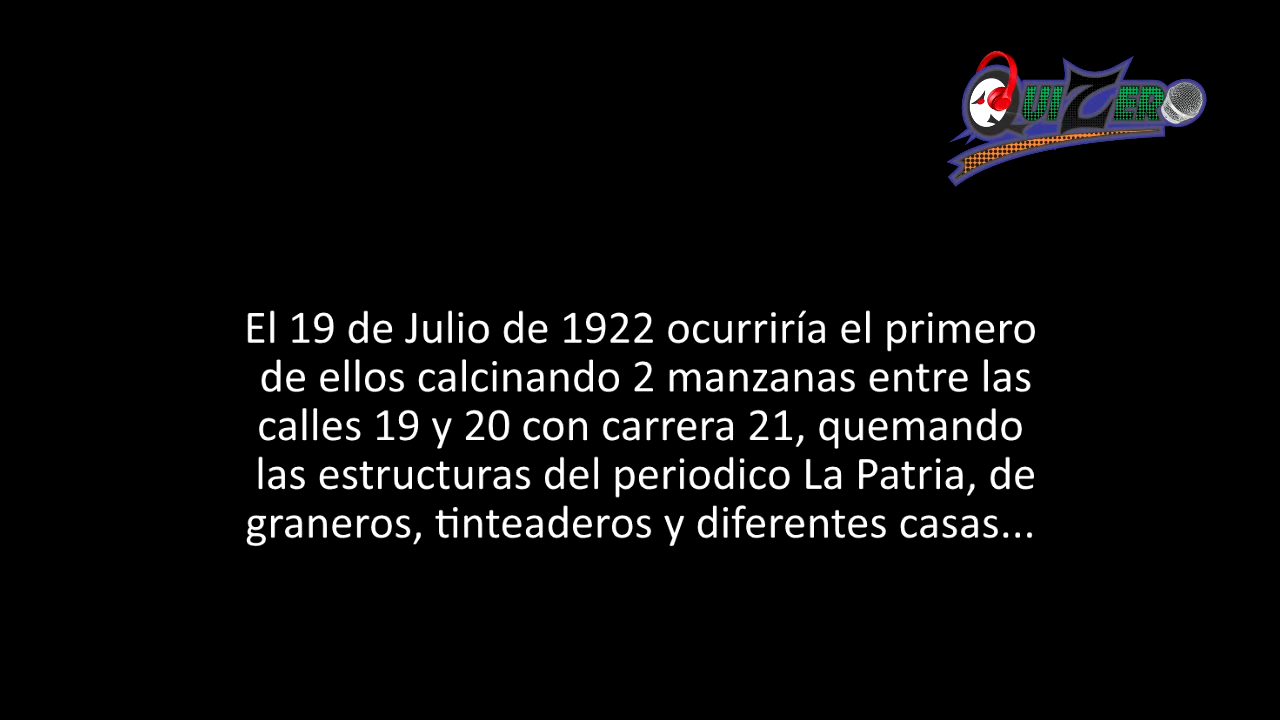 QUIZER
El 19 de Julio de 1922 ocurriría el primero
de ellos calcinando 2 manzanas entre las
calles 19 y 20 con carrera 21, quemando
las estructuras del periodico La Patria, de
graneros, tinteaderos y diferentes casas...